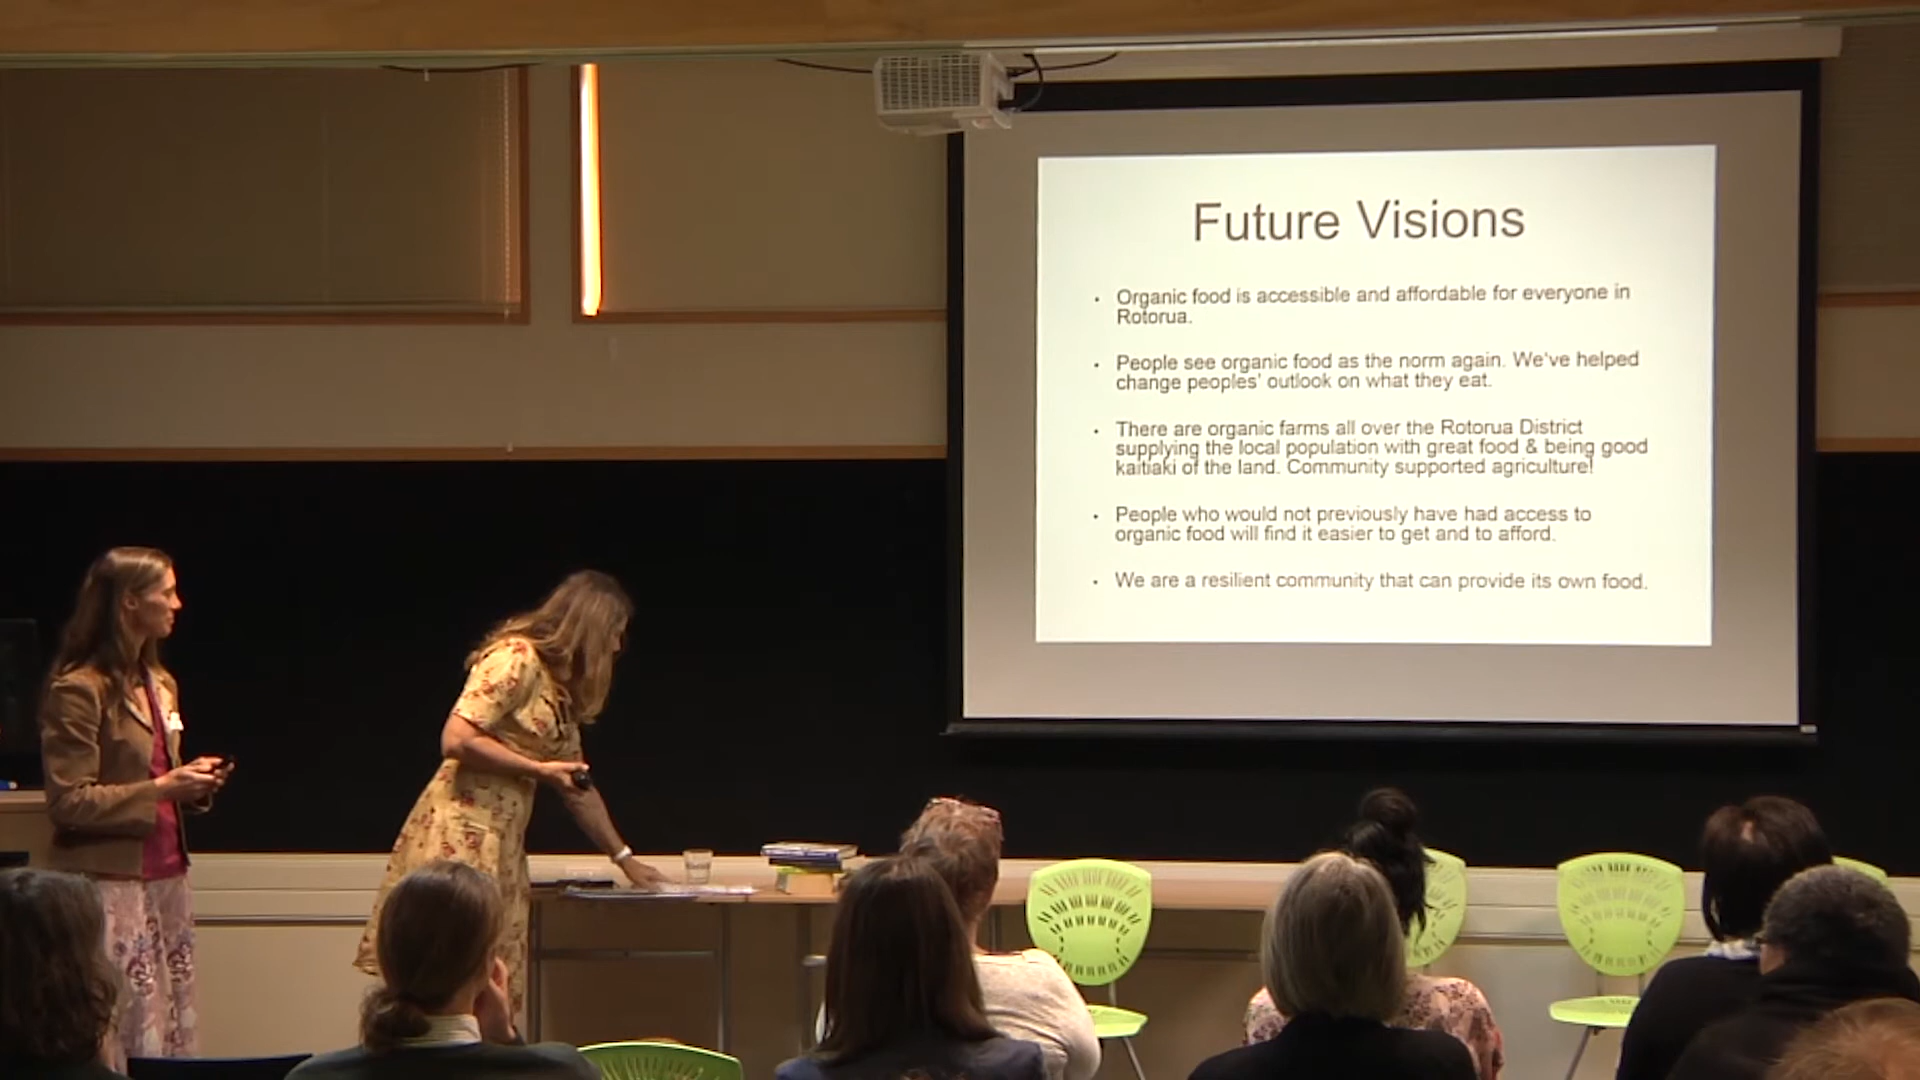 Future Visions
• Organic food is accessible and affordable for everyone in
Rotorua.
• People see organic food as the norm again. We've helped
change peoples' outlook on what they eat.
• There are organic farms all over the Rotorua District
supplying the local population with great food & being good
kaitiaki of the land. Community supported agriculture!
• People who would not previously have had access to
organic food will find it easier to get and to afford.
• We are a resilient community that can provide its own food.